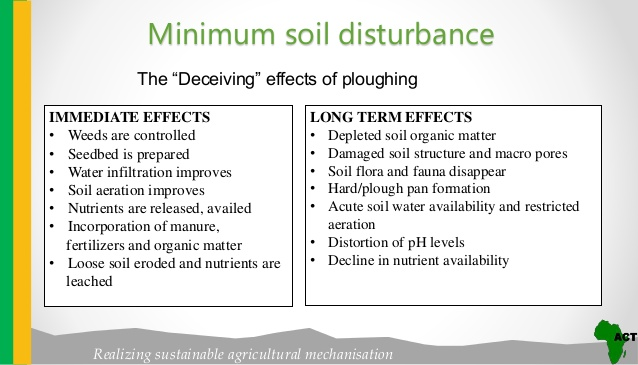 Minimum soil disturbance
The “Deceiving” effects of ploughing
IMMEDIATE EFFECTS
• Weeds are controlled
• Seedbed is prepared
• Water infiltration improves
• Soil aeration improves
• Nutrients are released, availed
• Incorporation of manure,
fertilizers and organic matter
• Loose soil eroded and nutrients are
leached
LONG TERM EFFECTS
• Depleted soil organic matter
• Damaged soil structure and macro pores
• Soil flora and fauna disappear
• Hard/plough pan formation
• Acute soil water availability and restricted
aeration
• Distortion of pH levels
• Decline in nutrient availability
Realizing sustainable agricultural mechanisation
ACT